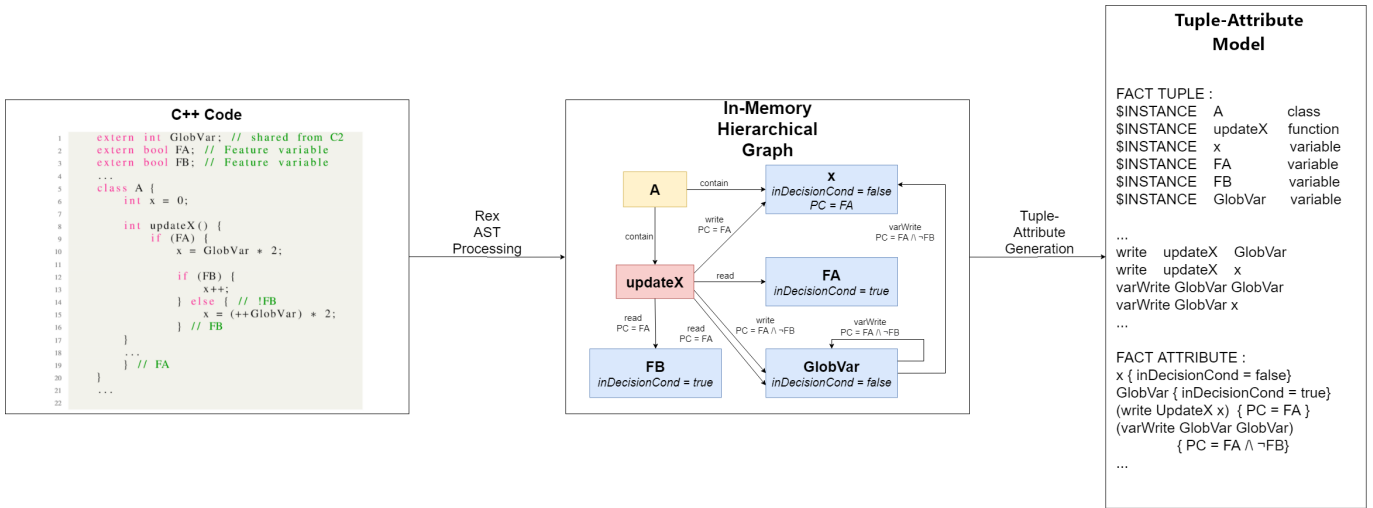 C++ Code
1 extern int GlobVar; // shared from C2
2 extern bool FA; // Feature variable
3 extern bool FB; // Feature variable
4 ...
5 class A {
6 int x = 0;
7
8 int updateX() {
9 if (FA) {
10 x = GlobVar * 2;
11
12 if (FB) {
13 x++;
14 } else { // !FB
15 x = (++GlobVar) * 2;
16 } // FB
17 }
18 ...
19 } // FA
20 }
21 ...
22
Rex
AST
Processing
In-Memory
Hierarchical
Graph
A
contain
x
inDecisionCond = false
PC = FA
write
PC = FA
varWrite
PC = FA /\ ¬FB
contain
updateX
read
FA
inDecisionCond = true
read
PC = FA
read
PC = FA
write
PC = FA /\ ¬FB
varWrite
PC = FA /\ ¬FB
FB
inDecisionCond = true
GlobVar
inDecisionCond = false
Tuple-
Attribute
Generation
Tuple-Attribute
Model
FACT TUPLE :
$INSTANCE A class
$INSTANCE updateX function
$INSTANCE x variable
$INSTANCE FA variable
$INSTANCE FB variable
$INSTANCE GlobVar variable
...
write updateX GlobVar
write updateX x
varWrite GlobVar GlobVar
varWrite GlobVar x
...
FACT ATTRIBUTE :
x { inDecisionCond = false}
GlobVar { inDecisionCond = true}
(write UpdateX x) { PC = FA }
(varWrite GlobVar GlobVar)
{ PC = FA /\ ¬FB}
...